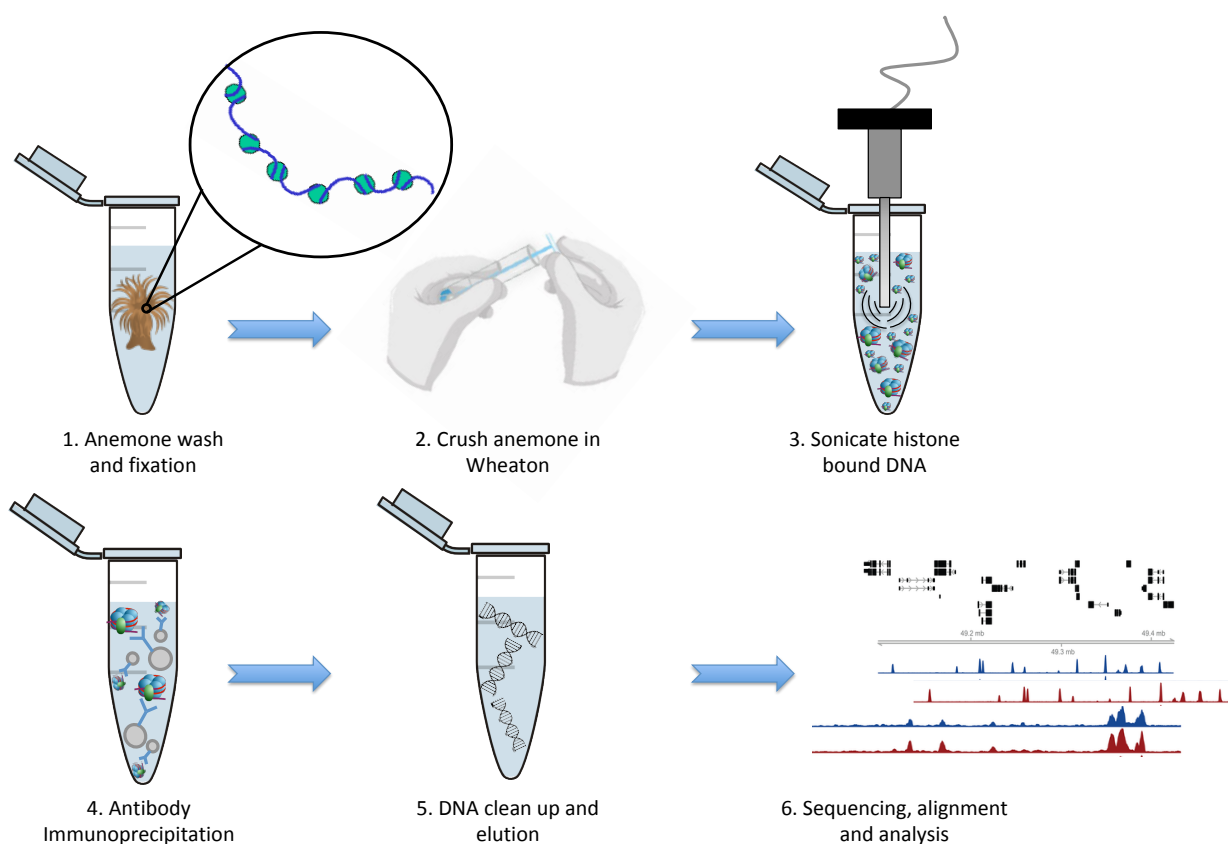 1. Anemone wash
and fixation
2. Crush anemone in
Wheaton
3. Sonicate histone
bound DNA
4. Antibody
Immunoprecipitation
5. DNA clean up and
elution
49.2 mb
49.3 mb
49.4 mb
6. Sequencing, alignment
and analysis